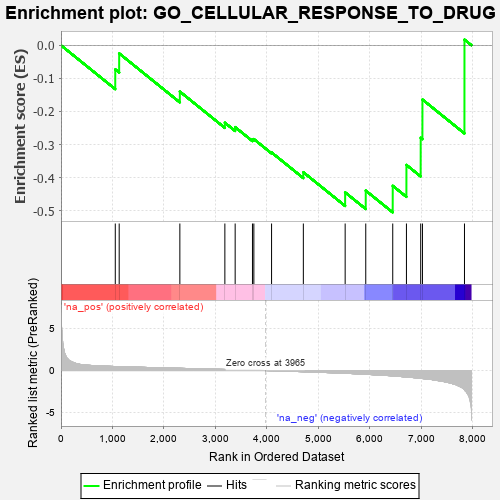 Enrichment plot: GO_CELLULAR_RESPONSE_TO_DRUG
Enrichment score (ES)
0.0
-0.1
-0.2
-0.3
-0.4
-0.5
'na_pos' (positively correlated)
Ranked list metric (PreRanked)
5
0
-5
Zero cross at 3965
'na_neg' (negatively correlated)
0
1,000
2,000
3,000
4,000
5,000
6,000
7,000
8,000
Rank in Ordered Dataset
Enrichment profile
Hits
Ranking metric scores